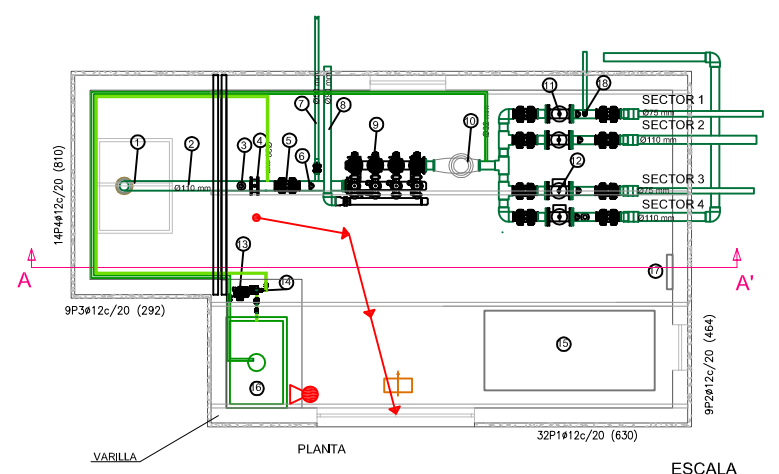 SECTOR 1
Ø75 mm
SECTOR 2
Ø110 mm
SECTOR 3
Ø75 mm
SECTOR 4
Ø110 mm
1
2
3
4
5
6
7
8
9
10
11
12
13
14
15
16
17
18
Ø110 mm
14P4ø12c/20 (810)
A
A'
9P3ø12c/20 (292)
9P2ø12c/20 (464)
32P1ø12c/20 (630)
VARILLA
PLANTA
ESCALA